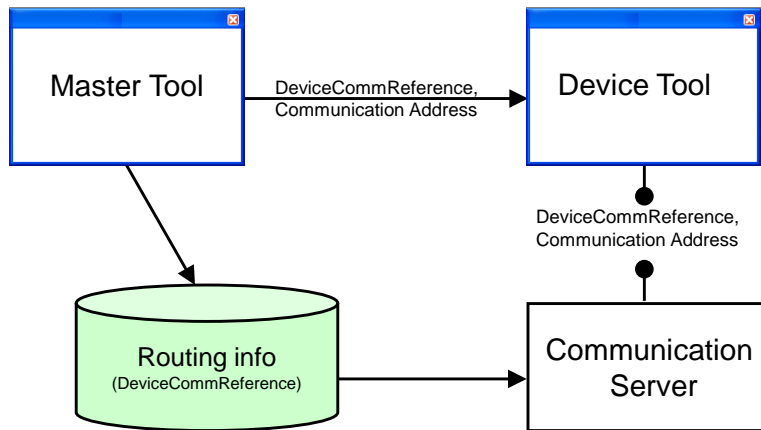 Master Tool
DeviceCommReference,
Communication Address
Device Tool
DeviceCommReference,
Communication Address
Routing info
(DeviceCommReference)
Communication
Server